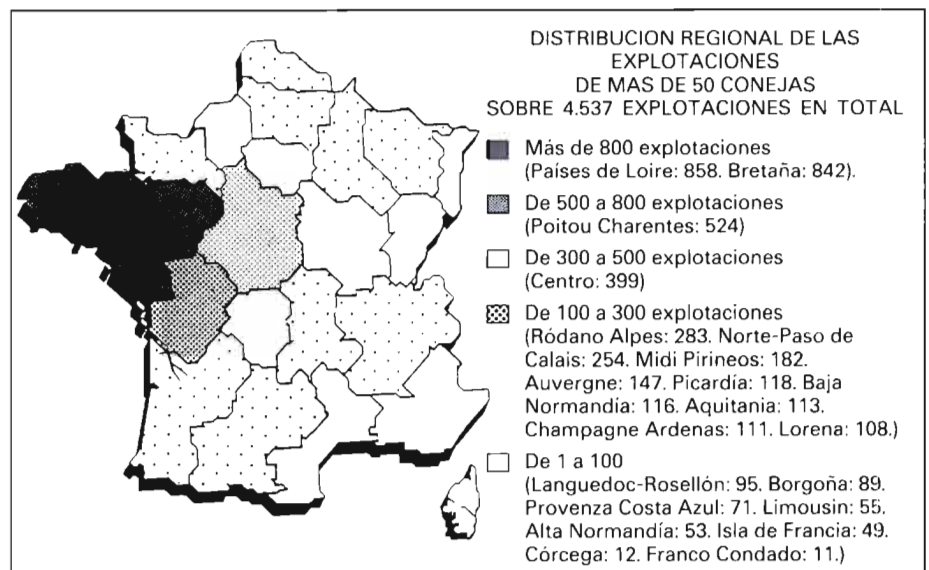 DISTRIBUCION REGIONAL DE LAS
EXPLOTACIONES
DE MAS DE 50 CONEJAS
SOBRE 4.537 EXPLOTACIONES EN TOTAL
Más de 800 explotaciones
(Países de Loire: 858. Bretaña: 842).
De 500 a 800 explotaciones
(Poitou Charentes: 524)
De 300 a 500 explotaciones
(Centro: 399)
De 100 a 300 explotaciones
(Ródano Alpes: 283. Norte-Paso de
Calais: 254. Midi Pirineos: 182.
Auvergne: 147. Picardía: 118. Baja
Normandía: 116. Aquitania: 113.
Champagne Ardenas: 111. Lorena: 108.)
De 1 a 100
(Languedoc-Rosellón: 95. Borgoña: 89.
Provenza Costa Azul: 71. Limousin: 55.
Alta Normandía: 53. Isla de Francia: 49.
Córcega: 12. Franco Condado: 11.)